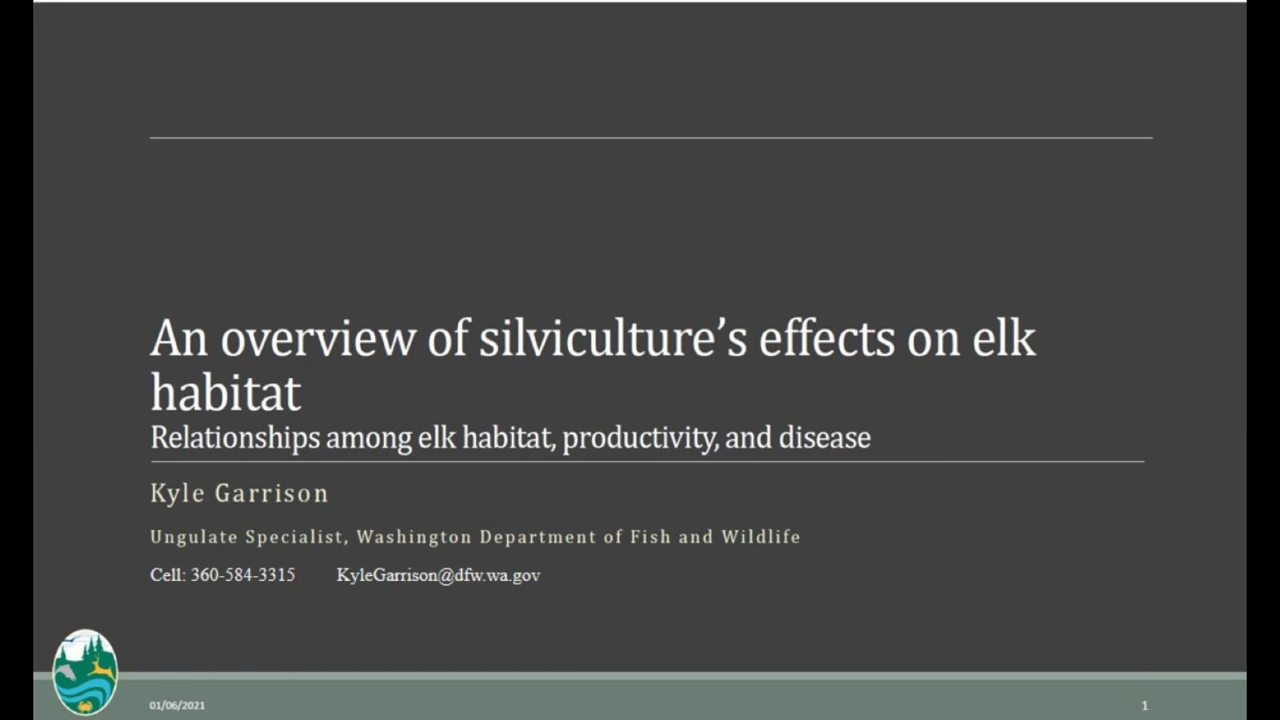 An overview of silviculture’s effects on elk
habitat
Relationships among elk habitat, productivity, and disease
Kyle Garrison
Ungulate Specialist, Washington Department of Fish and Wildlife
Cell: 360-584-3315 KyleGarrison@dfw.wa.gov
01/06/2021 1